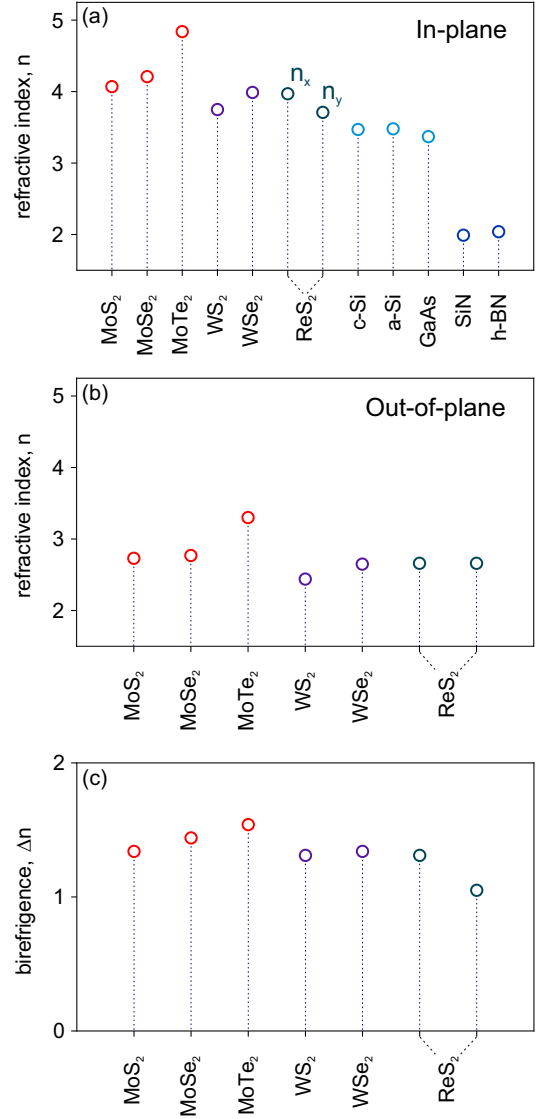 (a)
In-plane
refractive index, n
5
4
3
2
nₓ
nᵧ
MoS₂
MoSe₂
MoTe₂
WS₂
WSe₂
ReS₂
c-Si
a-Si
GaAs
SiN
h-BN
(b)
Out-of-plane
refractive index, n
5
4
3
2
MoS₂
MoSe₂
MoTe₂
WS₂
WSe₂
ReS₂
(c)
birefrigence, Δn
2
1
0
MoS₂
MoSe₂
MoTe₂
WS₂
WSe₂
ReS₂